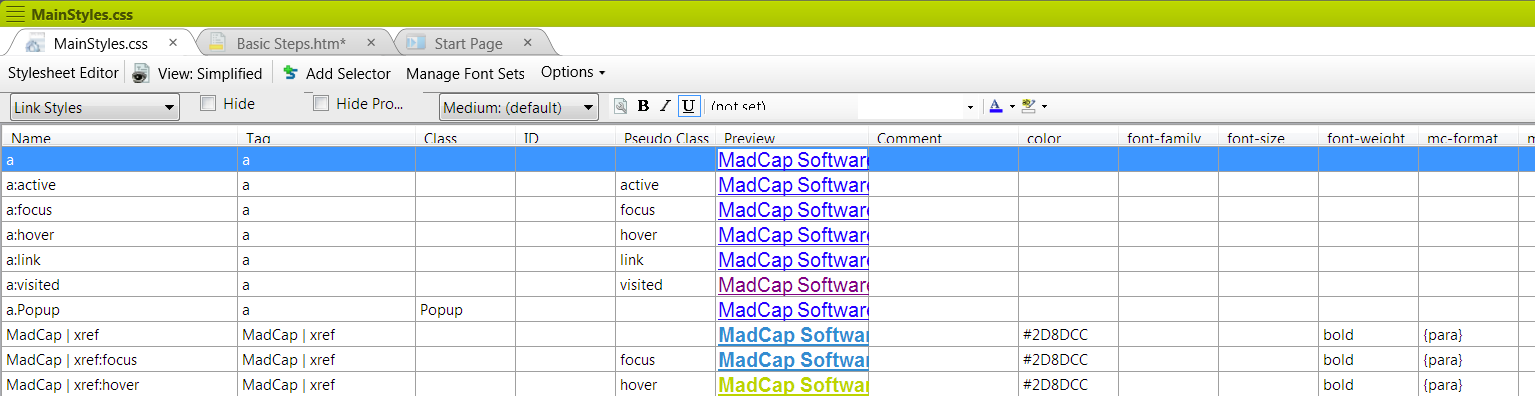 MainStyles.css
MainStyles.css Basic Steps.htm* Start Page
Stylesheet Editor View: Simplified Add Selector Manage Font Sets Options
Link Styles Hide Hide Pro... Medium: (default) B I U (not set) A
Name Tag Class ID Pseudo Class Preview Comment color font-family font-size font-weight mc-format
a a MadCap Software
a:active a active MadCap Software
a:focus a focus MadCap Software
a:hover a hover MadCap Software
a:link a link MadCap Software
a:visited a visited MadCap Software
a.Popup a Popup MadCap Software
MadCap | xref MadCap | xref MadCap Softwar #2D8DCC bold {para}
MadCap | xref:focus MadCap | xref focus MadCap Softwar #2D8DCC bold {para}
MadCap | xref:hover MadCap | xref hover MadCap Softwar #2D8DCC bold {para}